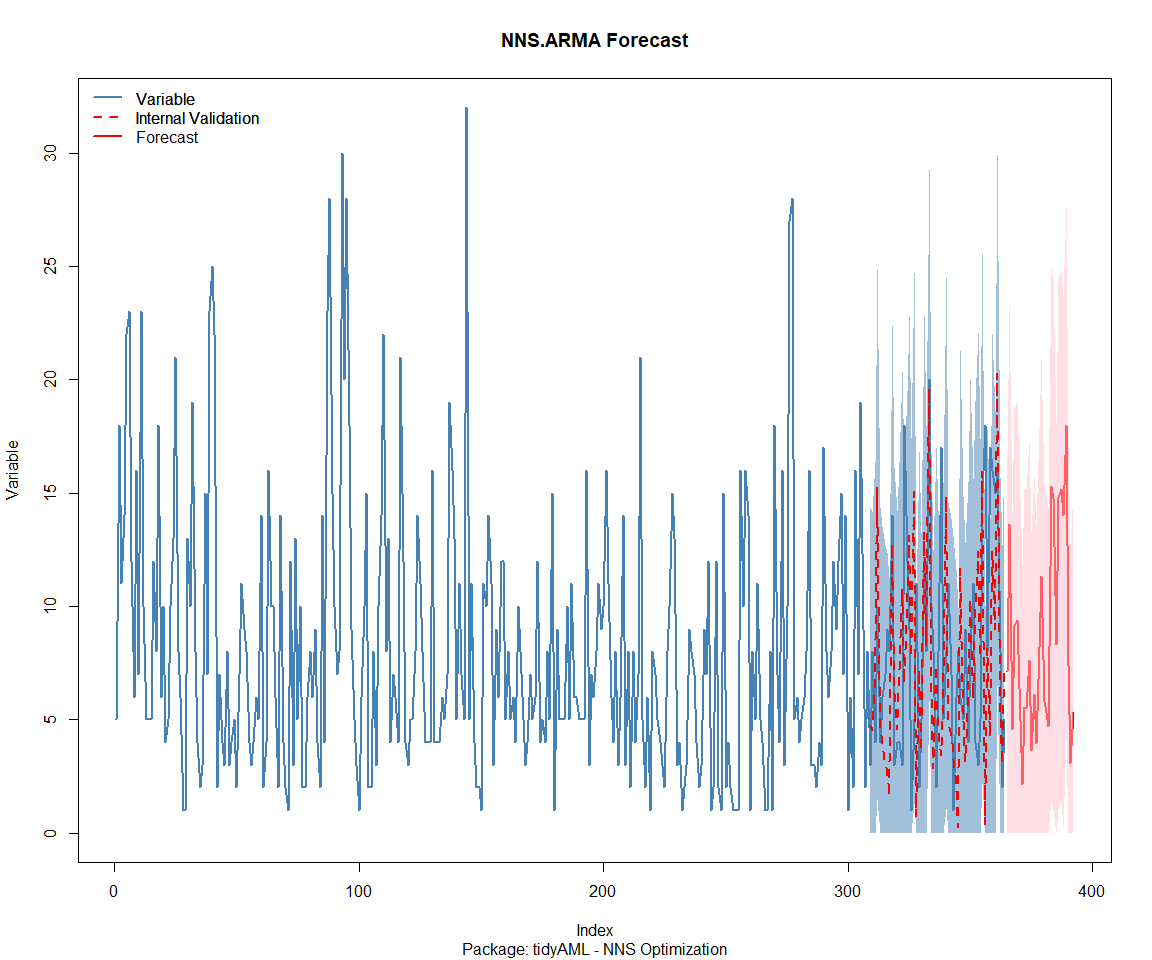 NNS.ARMA Forecast
Variable
Internal Validation
Forecast
30
25
20
15
10
5
0
Variable
0 100 200 300 400
Index
Package: tidyAML - NNS Optimization